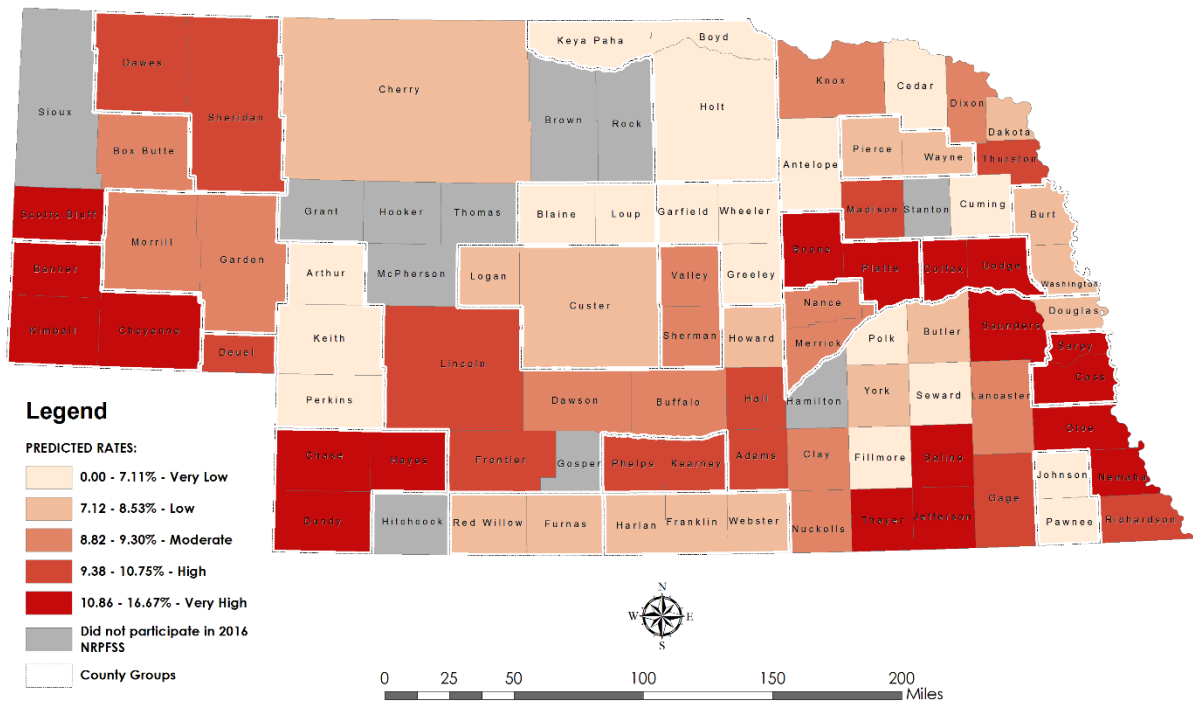 Keya Paha
Boyd
Dawes
Cherry
Knox
Cedar
Dixon
Sioux
Sheridan
Brown
Rock
Holt
Dakota
Box Butte
Antelope
Pierce
Wayne
Thurston
Scotts Bluff
Grant
Hooker
Thomas
Blaine
Loup
Garfield
Wheeler
Madison
Stanton
Cuming
Burt
Morrill
Garden
Banner
Arthur
McPherson
Logan
Custer
Valley
Greeley
Boone
Platte
Colfax
Dodge
Washington
Kimball
Cheyenne
Deuel
Keith
Lincoln
Sherman
Howard
Nance
Merrick
Polk
Butler
Saunders
Douglas
Sarpy
Cass
Perkins
Dawson
Buffalo
Hall
Hamilton
York
Seward
Lancaster
Otoe
Chase
Hayes
Frontier
Gosper
Phelps
Kearney
Adams
Clay
Fillmore
Saline
Gage
Johnson
Nemaha
Dundy
Hitchcock
Red Willow
Furnas
Harlan
Franklin
Webster
Nuckolls
Thayer
Jefferson
Pawnee
Richardson
Legend
PREDICTED RATES:
0.00 - 7.11% - Very Low
7.12 - 8.53% - Low
8.82 - 9.30% - Moderate
9.38 - 10.75% - High
10.86 - 16.67% - Very High
Did not participate in 2016
NRPFSS
County Groups
N
W E
S
0 25 50 100 150 200
Miles